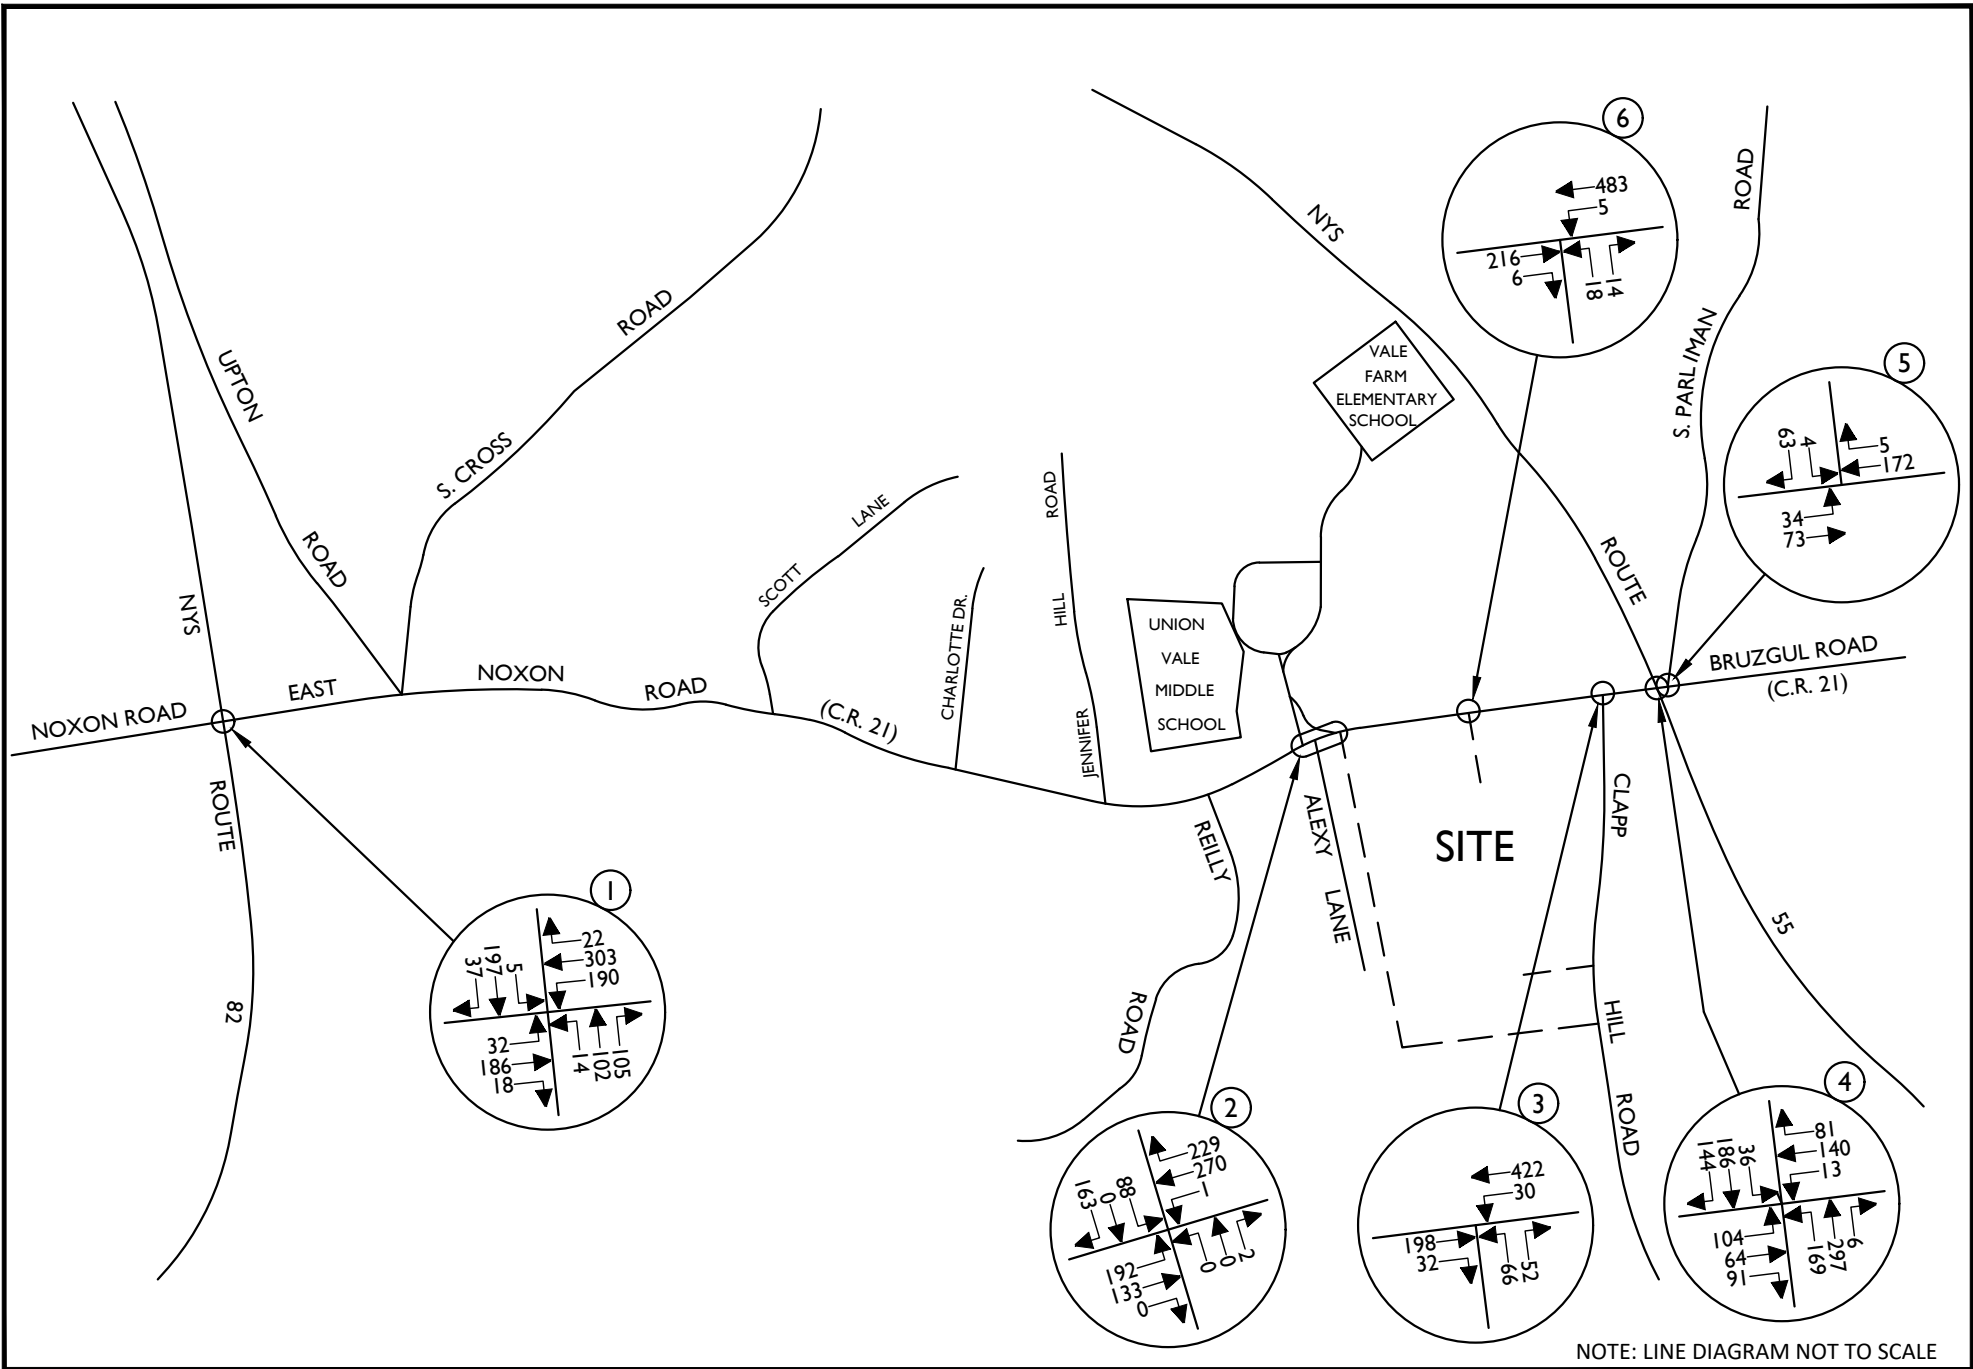 NYS
ROUTE
82
UPTON
ROAD
S. CROSS
ROAD
NOXON ROAD
EAST
NOXON
ROAD
(C.R. 21)
SCOTT
LANE
CHARLOTTE DR.
JENNIFER
HILL
ROAD
UNION
VALE
MIDDLE
SCHOOL
VALE
FARM
ELEMENTARY
SCHOOL
NYS
ROUTE
55
S. PARLIMAN
ROAD
BRUZGUL ROAD
(C.R. 21)
REILLY
ROAD
ALEXY
LANE
SITE
CLAPP
HILL
ROAD
1
22
303
190
37
197
5
32
186
18
14
102
105
2
229
270
1
163
0
88
192
133
0
0
0
2
3
422
30
198
32
66
52
4
81
140
13
144
186
36
104
64
91
169
297
6
5
5
172
63
4
34
73
6
483
5
216
6
18
14
NOTE: LINE DIAGRAM NOT TO SCALE